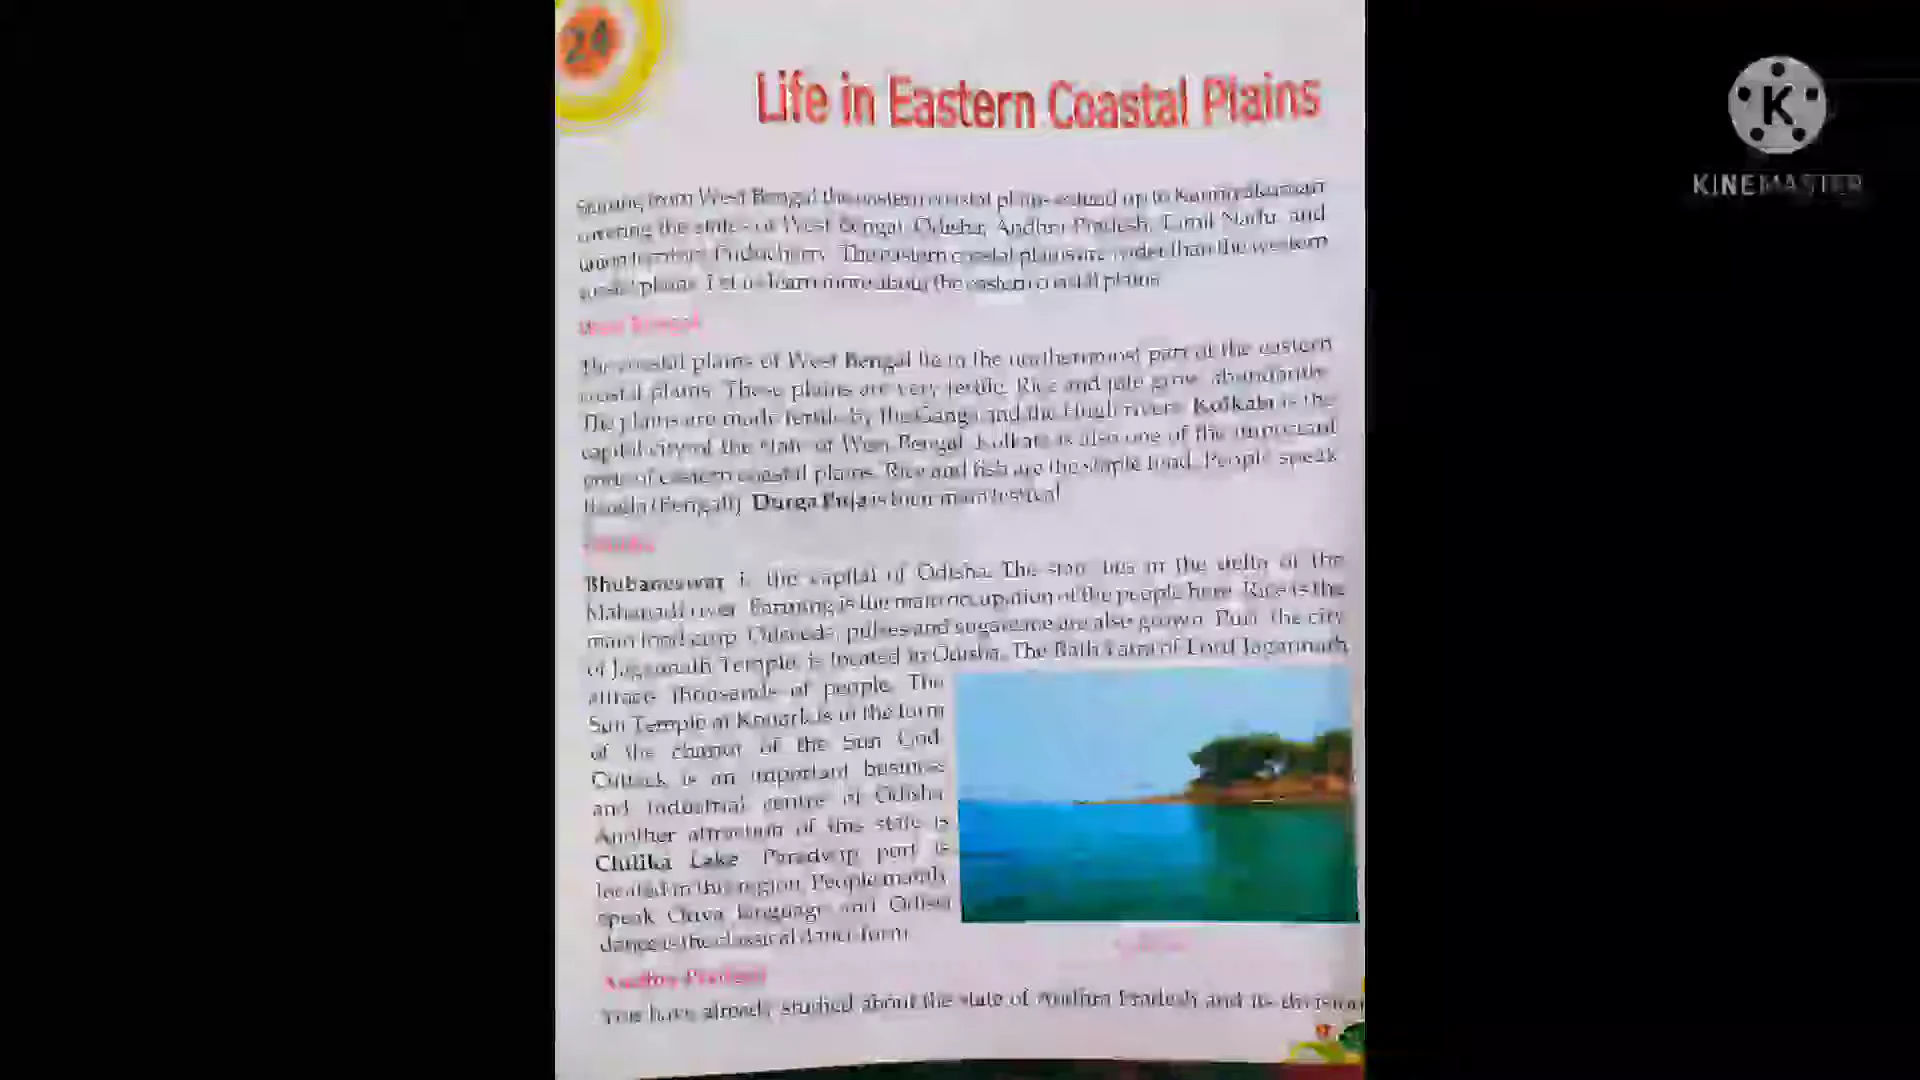 24
Life in Eastern Coastal Plains
Starting from West Bengal the eastern coastal plains extend up to Kanniyakumari
covering the states of West Bengal, Odisha, Andhra Pradesh, Tamil Nadu, and
union territory Puducherry. The eastern coastal plains are wider than the western
coastal plains. Let us learn more about the eastern coastal plains.
West Bengal
The coastal plains of West Bengal lie in the northernmost part of the eastern
coastal plains. These plains are very fertile. Rice and jute grow abundantly.
The plains are made fertile by the Ganga and the Hugli rivers. Kolkata is the
capital city of the state of West Bengal. Kolkata is also one of the important
ports of eastern coastal plains. Rice and fish are the staple food. People speak
Bangla (Bengali). Durga Puja is their main festival.
Odisha
Bhubaneswar is the capital of Odisha. The state lies in the delta of the
Mahanadi river. Farming is the main occupation of the people here. Rice is the
main food crop. Oilseeds, pulses and sugarcane are also grown. Puri, the city
of Jagannath Temple, is located in Odisha. The Rath Yatra of Lord Jagannath
attracts thousands of people. The
Sun Temple at Konark is in the form
of the chariot of the Sun God.
Cuttack is an important business
and industrial centre of Odisha.
Another attraction of this state is
Chilika Lake. Paradwip port is
located in this region. People mainly
speak Oriya language and Odissi
dance is the classical dance form.
Andhra Pradesh
You have already studied about the state of Andhra Pradesh and its division
K
KINEMASTER